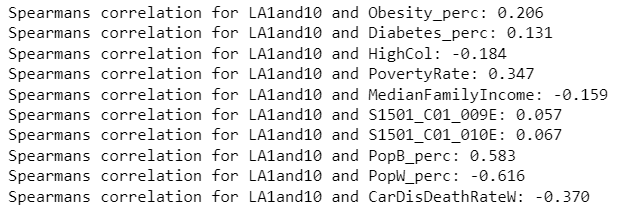 Spearmans correlation for LA1and10 and Obesity_perc: 0.206
Spearmans correlation for LA1and10 and Diabetes_perc: 0.131
Spearmans correlation for LA1and10 and HighCol: -0.184
Spearmans correlation for LA1and10 and PovertyRate: 0.347
Spearmans correlation for LA1and10 and MedianFamilyIncome: -0.159
Spearmans correlation for LA1and10 and S1501_C01_009E: 0.057
Spearmans correlation for LA1and10 and S1501_C01_010E: 0.067
Spearmans correlation for LA1and10 and PopB_perc: 0.583
Spearmans correlation for LA1and10 and PopW_perc: -0.616
Spearmans correlation for LA1and10 and CarDisDeathRateW: -0.370